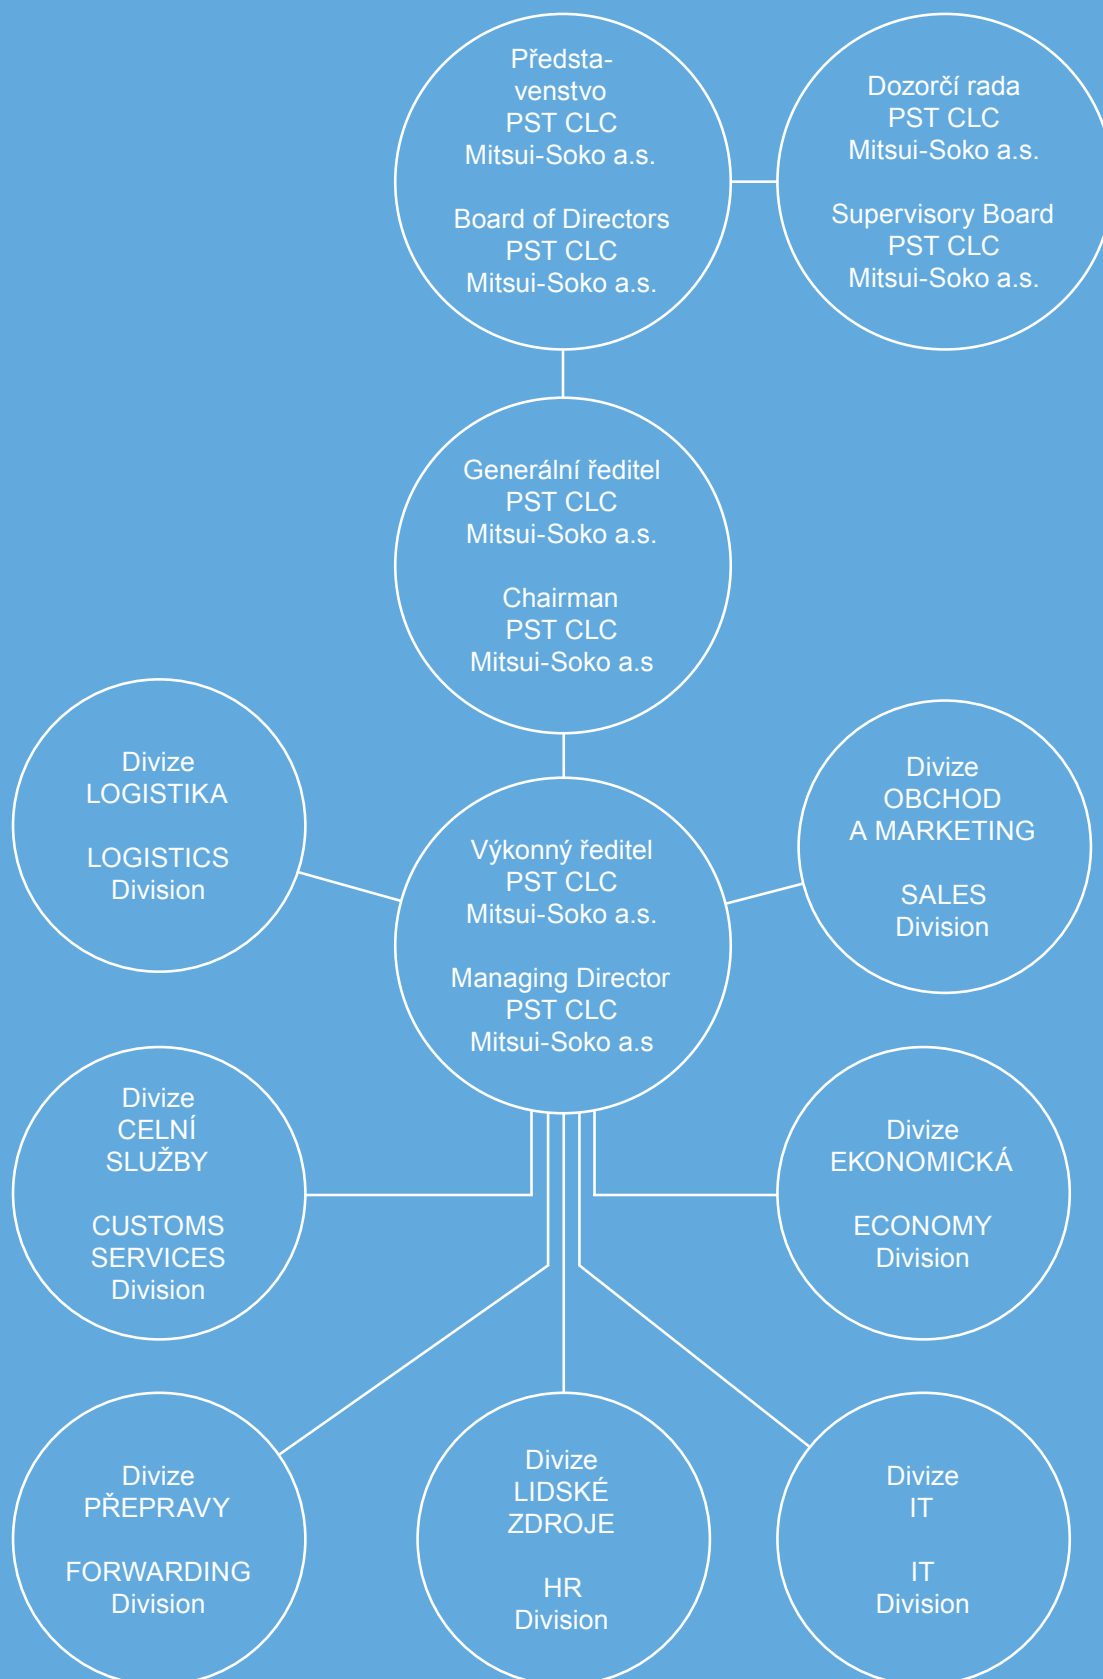 Představenstvo
PST CLC
Mitsui-Soko a.s.
Board of Directors
PST CLC
Mitsui-Soko a.s.
Dozorčí rada
PST CLC
Mitsui-Soko a.s.
Supervisory Board
PST CLC
Mitsui-Soko a.s.
Generální ředitel
PST CLC
Mitsui-Soko a.s.
Chairman
PST CLC
Mitsui-Soko a.s
Divize
LOGISTIKA
LOGISTICS
Division
Výkonný ředitel
PST CLC
Mitsui-Soko a.s.
Managing Director
PST CLC
Mitsui-Soko a.s
Divize
OBCHOD
A MARKETING
SALES
Division
Divize
CELNÍ
SLUŽBY
CUSTOMS
SERVICES
Division
Divize
EKONOMICKÁ
ECONOMY
Division
Divize
PŘEPRAVY
FORWARDING
Division
Divize
LIDSKÉ
ZDROJE
HR
Division
Divize
IT
IT
Division